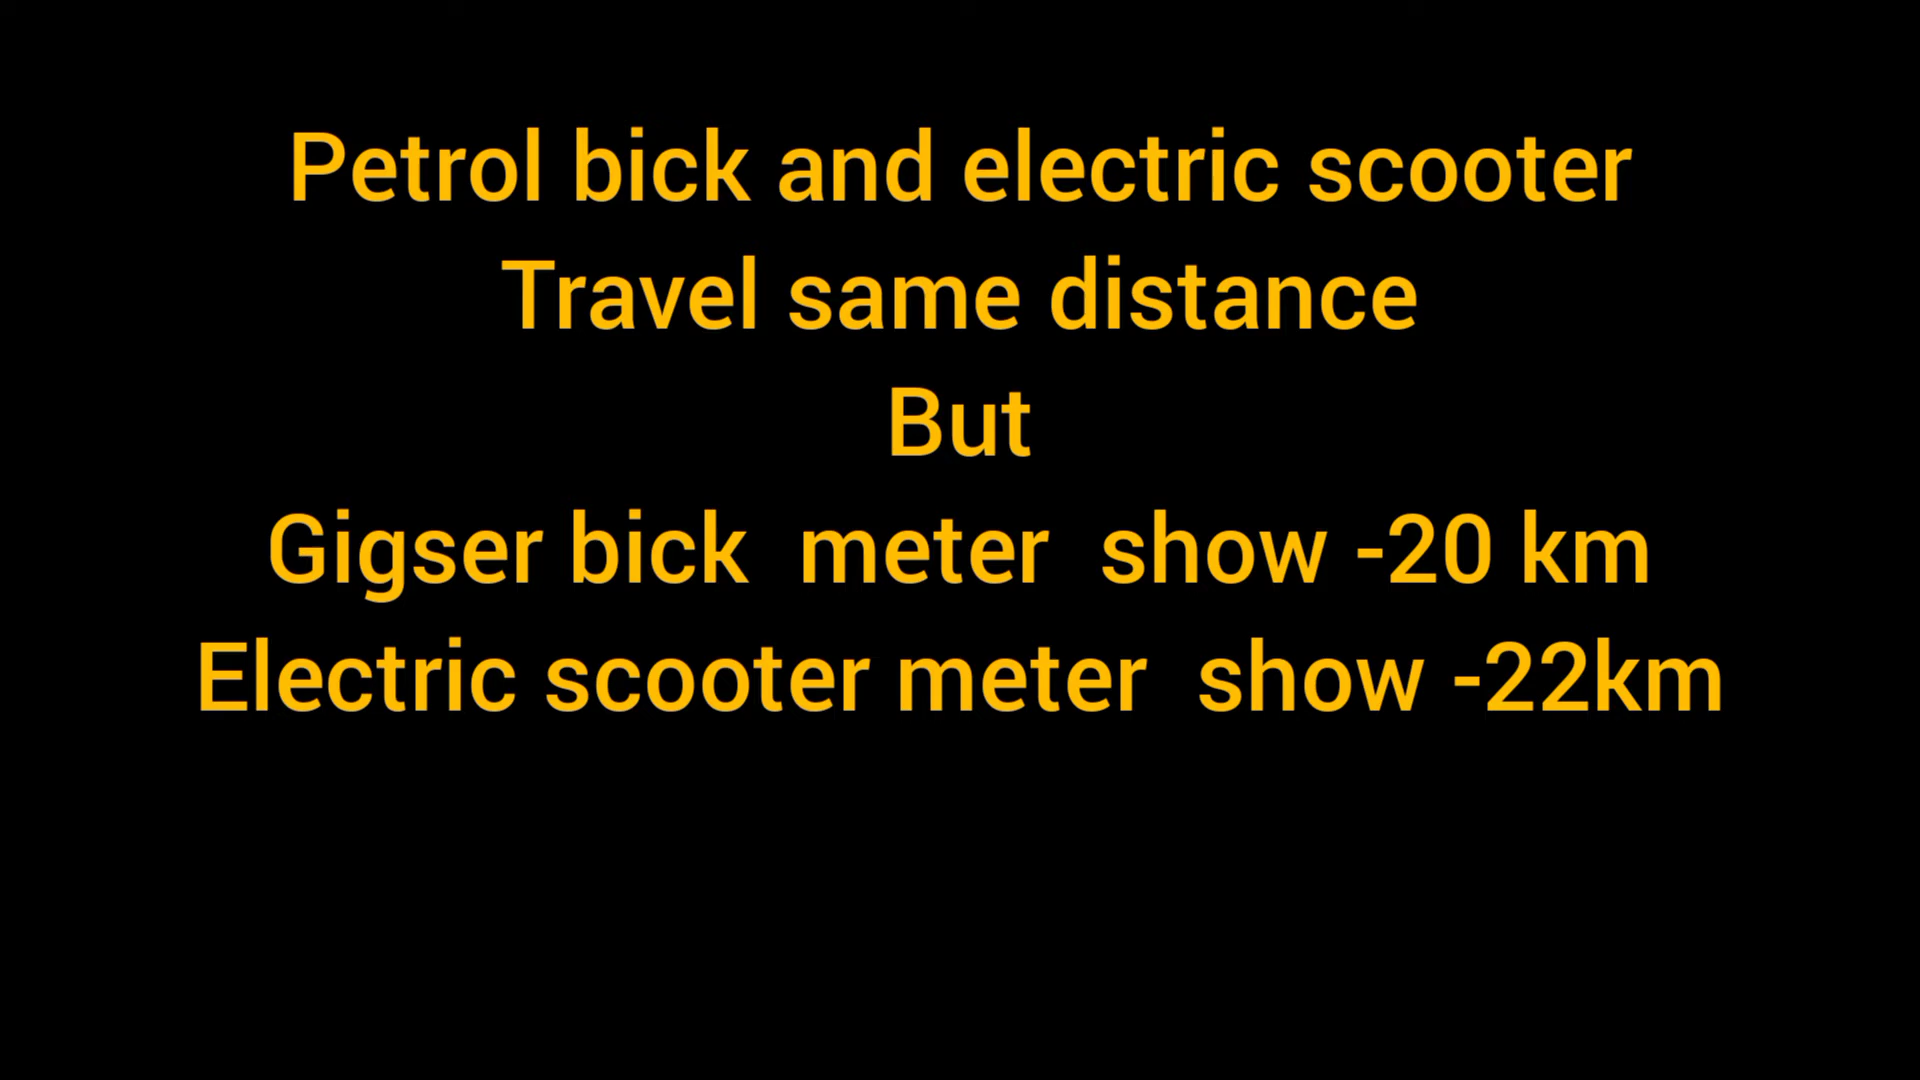 Petrol bick and electric scooter
Travel same distance
But
Gigser bick  meter  show -20 km
Electric scooter meter  show -22km